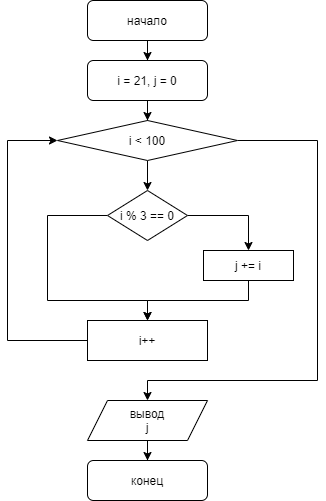 начало
i = 21, j = 0
i < 100
i % 3 == 0
j += i
i++
вывод
j
конец